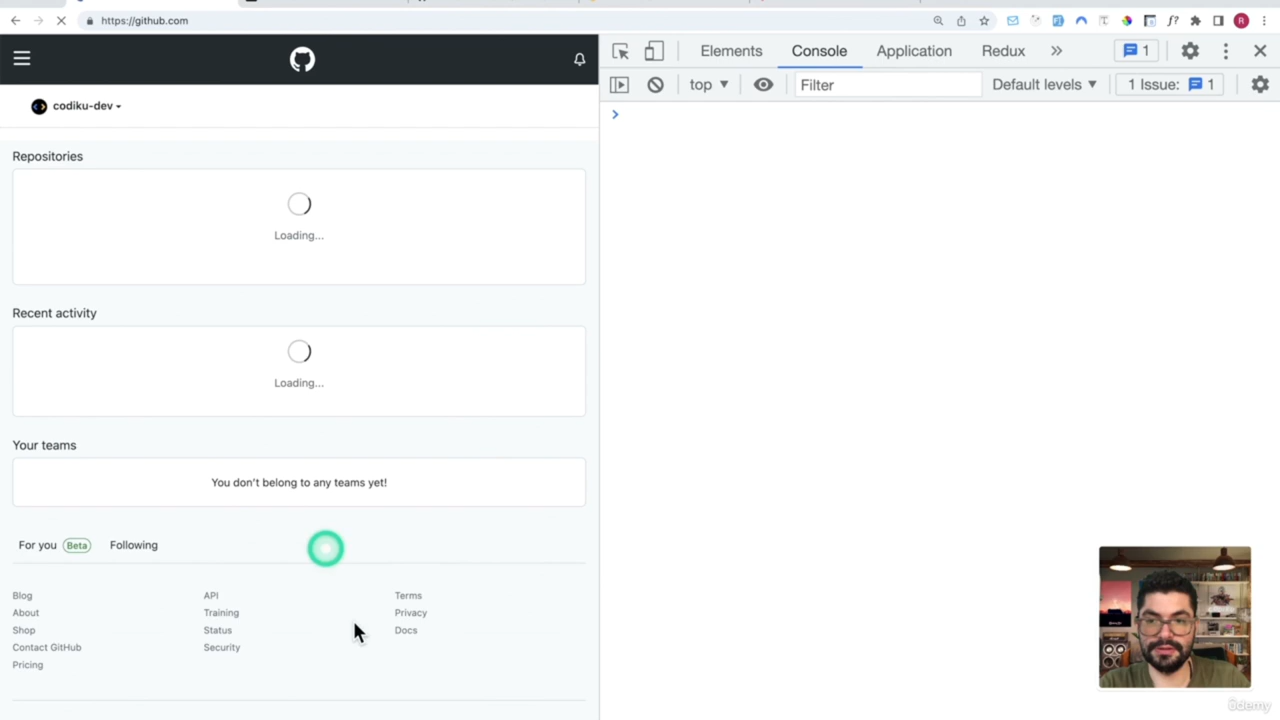 https://github.com
R
Elements
Console
Application
Redux
1
codiku-dev
top
Filter
Default levels
1 Issue:
1
Repositories
Loading...
Recent activity
Loading...
Your teams
You don't belong to any teams yet!
For you
Beta
Following
Blog
API
Terms
About
Training
Privacy
Shop
Status
Docs
Contact GitHub
Security
Pricing
ûdemy